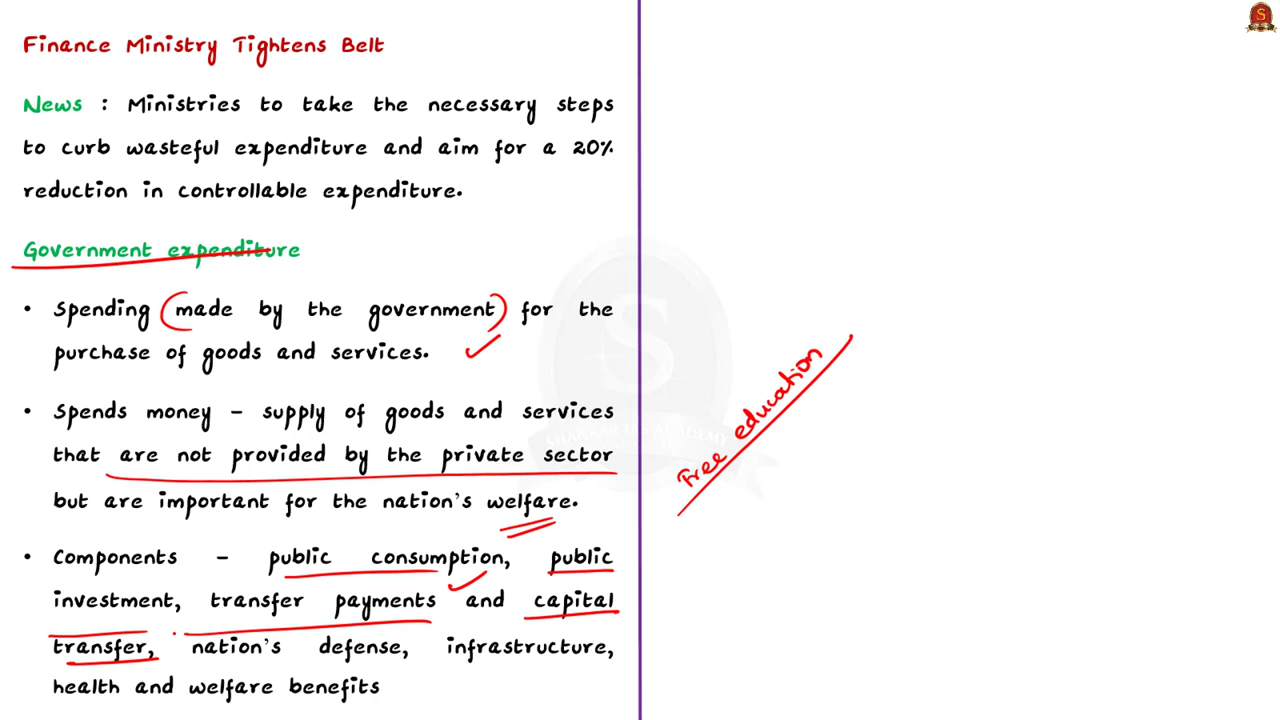 Finance Ministry Tightens Belt
News : Ministries to take the necessary steps
to curb wasteful expenditure and aim for a 20%
reduction in controllable expenditure.
Government expenditure
• Spending (made by the government) for the
purchase of goods and services.
• Spends money – supply of goods and services
that are not provided by the private sector
but are important for the nation's welfare.
• Components – public consumption, public
investment, transfer payments and capital
transfer, nation's defense, infrastructure,
health and welfare benefits
Free education
S